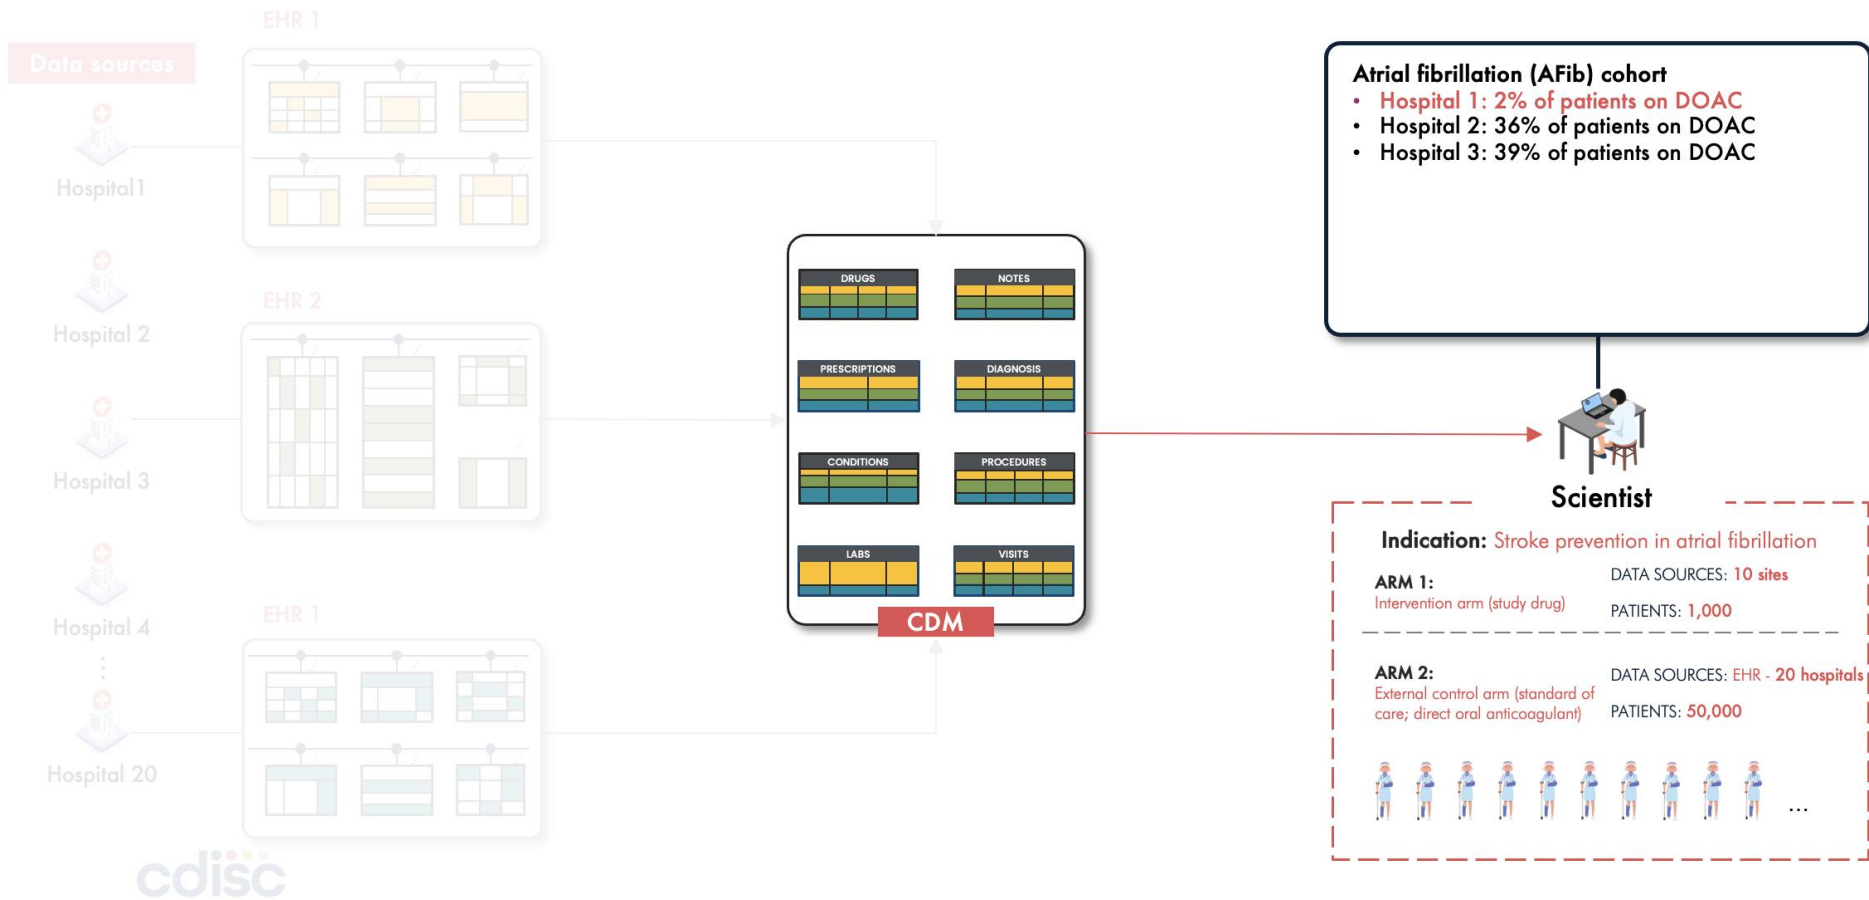 EHR 1
Data sources
Hospital1
Hospital 2
EHR 2
Hospital 3
Hospital 4
EHR 1
Hospital 20
cdisc
DRUGS
NOTES
PRESCRIPTIONS
DIAGNOSIS
CONDITIONS
PROCEDURES
LABS
VISITS
CDM
Atrial fibrillation (AFib) cohort
• Hospital 1: 2% of patients on DOAC
• Hospital 2: 36% of patients on DOAC
• Hospital 3: 39% of patients on DOAC
Scientist
Indication: Stroke prevention in atrial fibrillation
ARM 1:
Intervention arm (study drug)
DATA SOURCES: 10 sites
PATIENTS: 1,000
ARM 2:
External control arm (standard of
care; direct oral anticoagulant)
DATA SOURCES: EHR - 20 hospitals
PATIENTS: 50,000
...